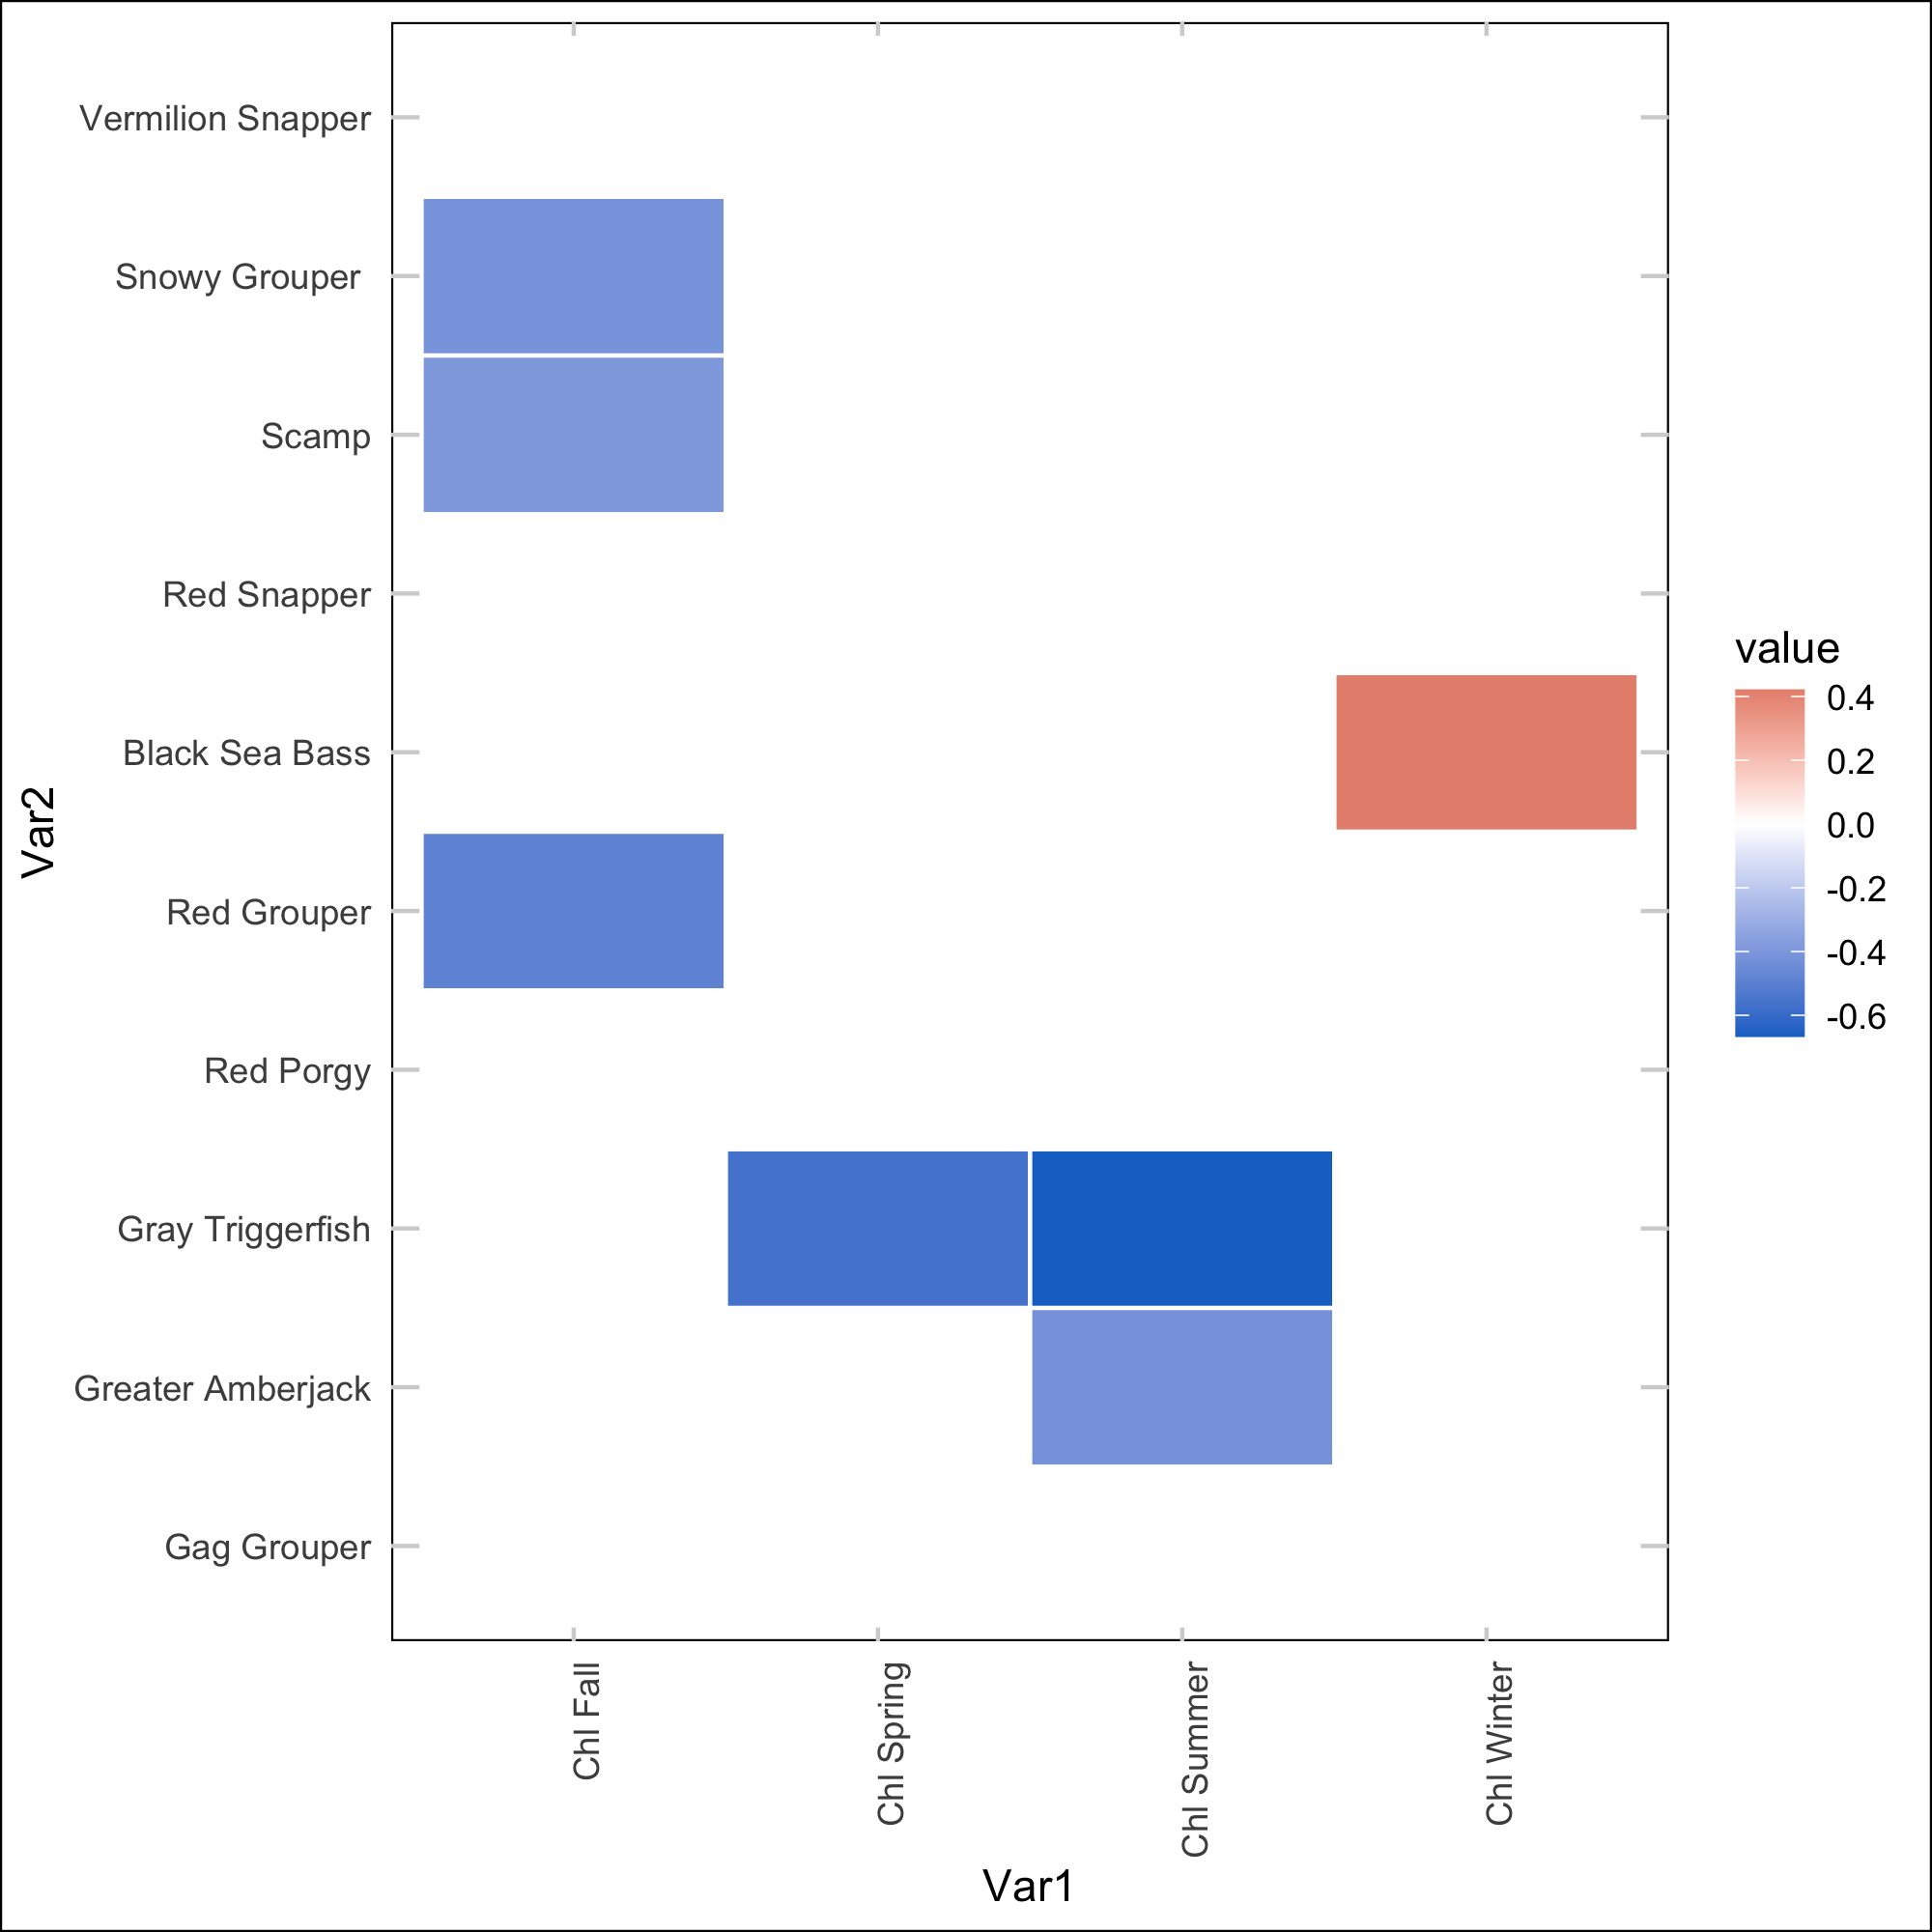 Vermilion Snapper
Snowy Grouper
Scamp
Red Snapper
Black Sea Bass
Red Grouper
Red Porgy
Gray Triggerfish
Greater Amberjack
Gag Grouper
Var2
Chl Fall
Chl Spring
Chl Summer
Chl Winter
Var1
value
0.4
0.2
0.0
-0.2
-0.4
-0.6